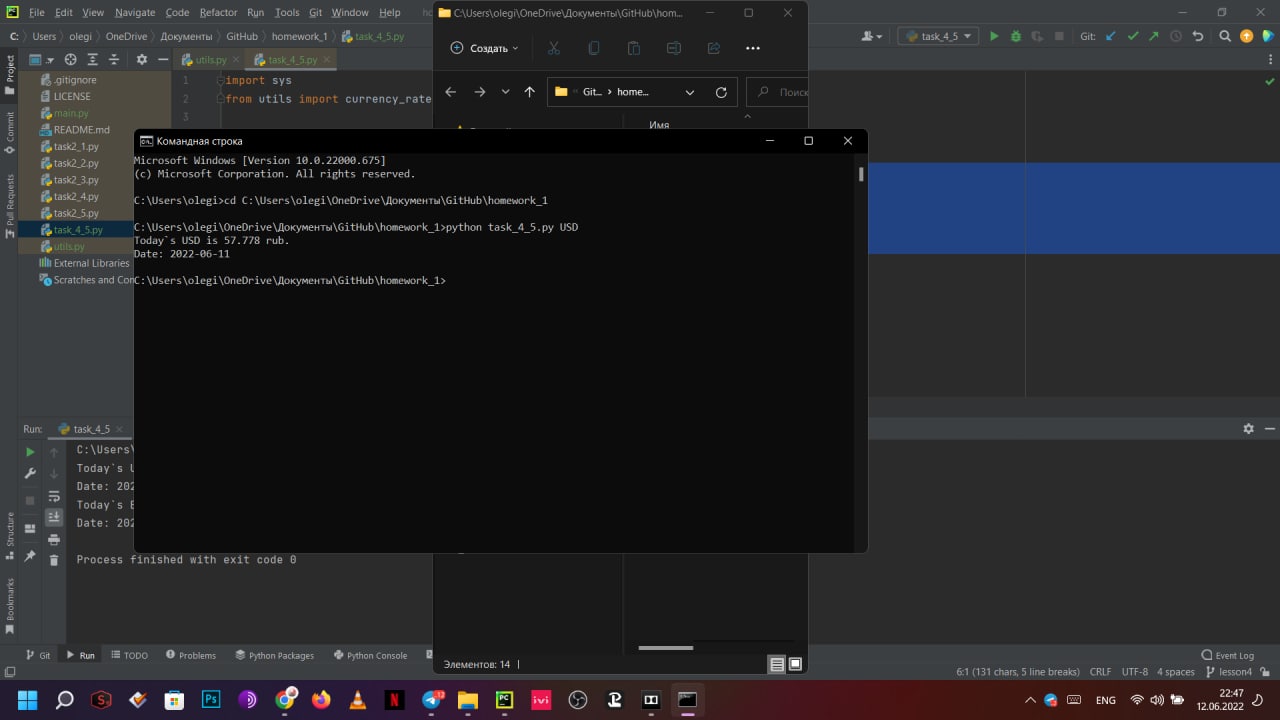 File Edit View Navigate Code Refactor Run Tools Git Window Help
C:\Users\olegi\OneDrive\Документы\GitHub\homework_1
C: Users olegi OneDrive Документы GitHub homework_1 task_4_5.py
Создать
task_4_5
Git:
Project
Commit
Pull Requests
Structure
Bookmarks
utils.py
task_4_5.py
.gitignore
LICENSE
main.py
README.md
task2_1.py
task2_2.py
task2_3.py
task2_4.py
task2_5.py
task_4_5.py
utils.py
External Libraries
Scratches and Con
1 import sys
2 from utils import currency_rate
3
Git... home...
Поиск
Имя
Командная строка
Microsoft Windows [Version 10.0.22000.675]
(c) Microsoft Corporation. All rights reserved.
C:\Users\olegi>cd C:\Users\olegi\OneDrive\Документы\GitHub\homework_1
C:\Users\olegi\OneDrive\Документы\GitHub\homework_1>python task_4_5.py USD
Today`s USD is 57.778 rub.
Date: 2022-06-11
C:\Users\olegi\OneDrive\Документы\GitHub\homework_1>
Run: task_4_5
C:\Users\
Today`s U
Date: 202
Today`s E
Date: 202
Process finished with exit code 0
Git Run TODO Problems Python Packages Python Console
Элементов: 14
Event Log
6:1 (131 chars, 5 line breaks) CRLF UTF-8 4 spaces lesson4
Ps
12
PC
ivi
ENG
22:47
12.06.2022